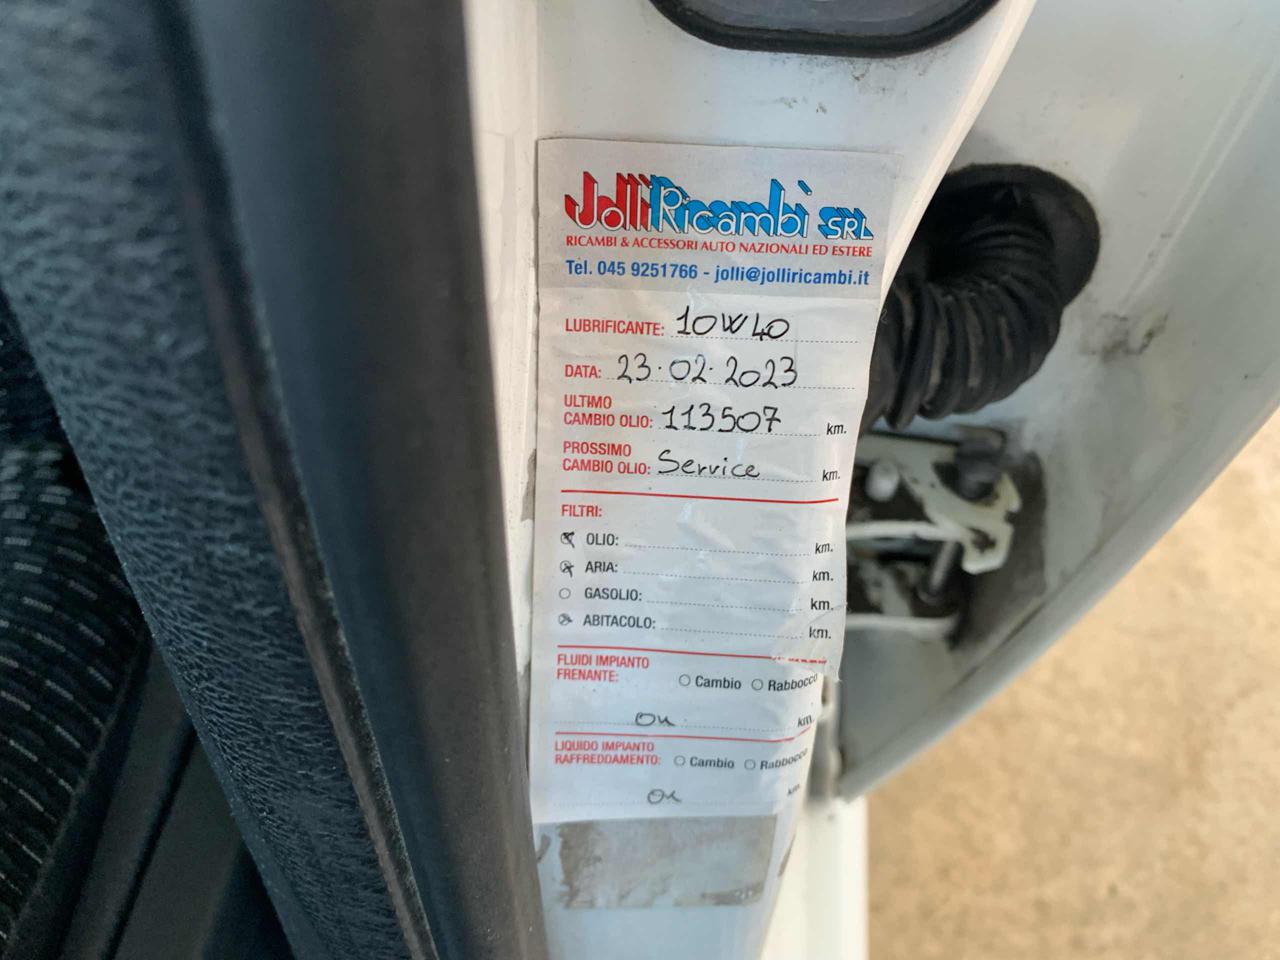 JolliRicambi SRL
RICAMBI & ACCESSORI AUTO NAZIONALI ED ESTERE
Tel. 045 9251766 - jolli@jolliricambi.it
LUBRIFICANTE: 10W40
DATA: 23.02.2023
ULTIMO
CAMBIO OLIO: 113507 km.
PROSSIMO
CAMBIO OLIO: Service km.
FILTRI:
OLIO: km.
ARIA: km.
GASOLIO: km.
ABITACOLO: km.
FLUIDI IMPIANTO
FRENANTE: Cambio Rabbocco
ok km.
LIQUIDO IMPIANTO
RAFFREDDAMENTO: Cambio Rabbocco
ok km.